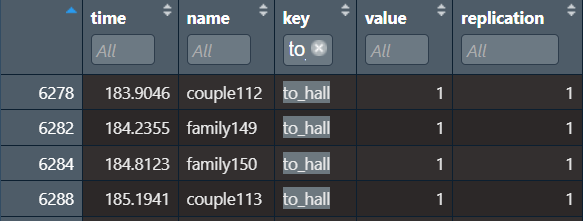 time name key value replication
All All to All All
6278 183.9046 couple112 to_hall 1 1
6282 184.2355 family149 to_hall 1 1
6284 184.8123 family150 to_hall 1 1
6288 185.1941 couple113 to_hall 1 1